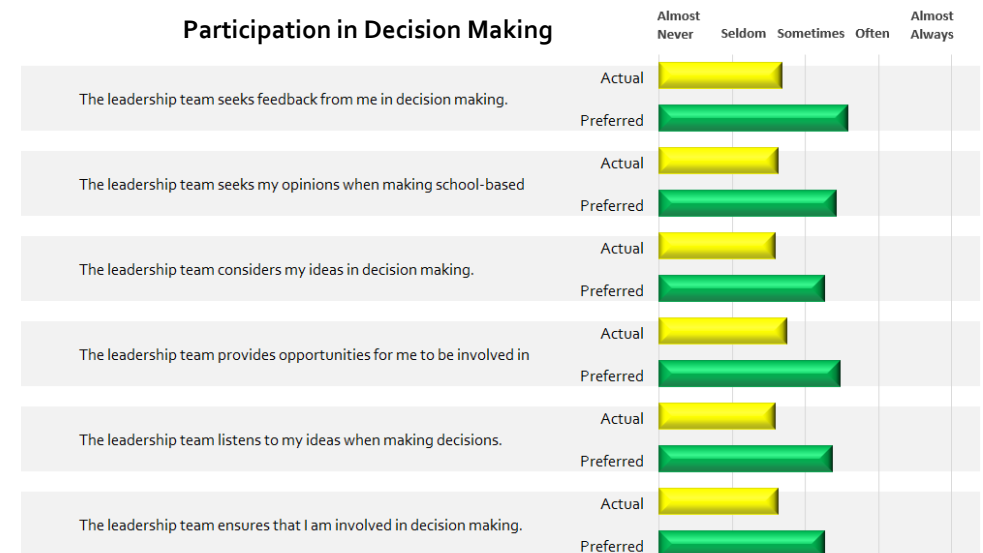 Participation in Decision Making
Almost Never Seldom Sometimes Often Almost Always
Actual
The leadership team seeks feedback from me in decision making.
Preferred
Actual
The leadership team seeks my opinions when making school-based
Preferred
Actual
The leadership team considers my ideas in decision making.
Preferred
Actual
The leadership team provides opportunities for me to be involved in
Preferred
Actual
The leadership team listens to my ideas when making decisions.
Preferred
Actual
The leadership team ensures that I am involved in decision making.
Preferred